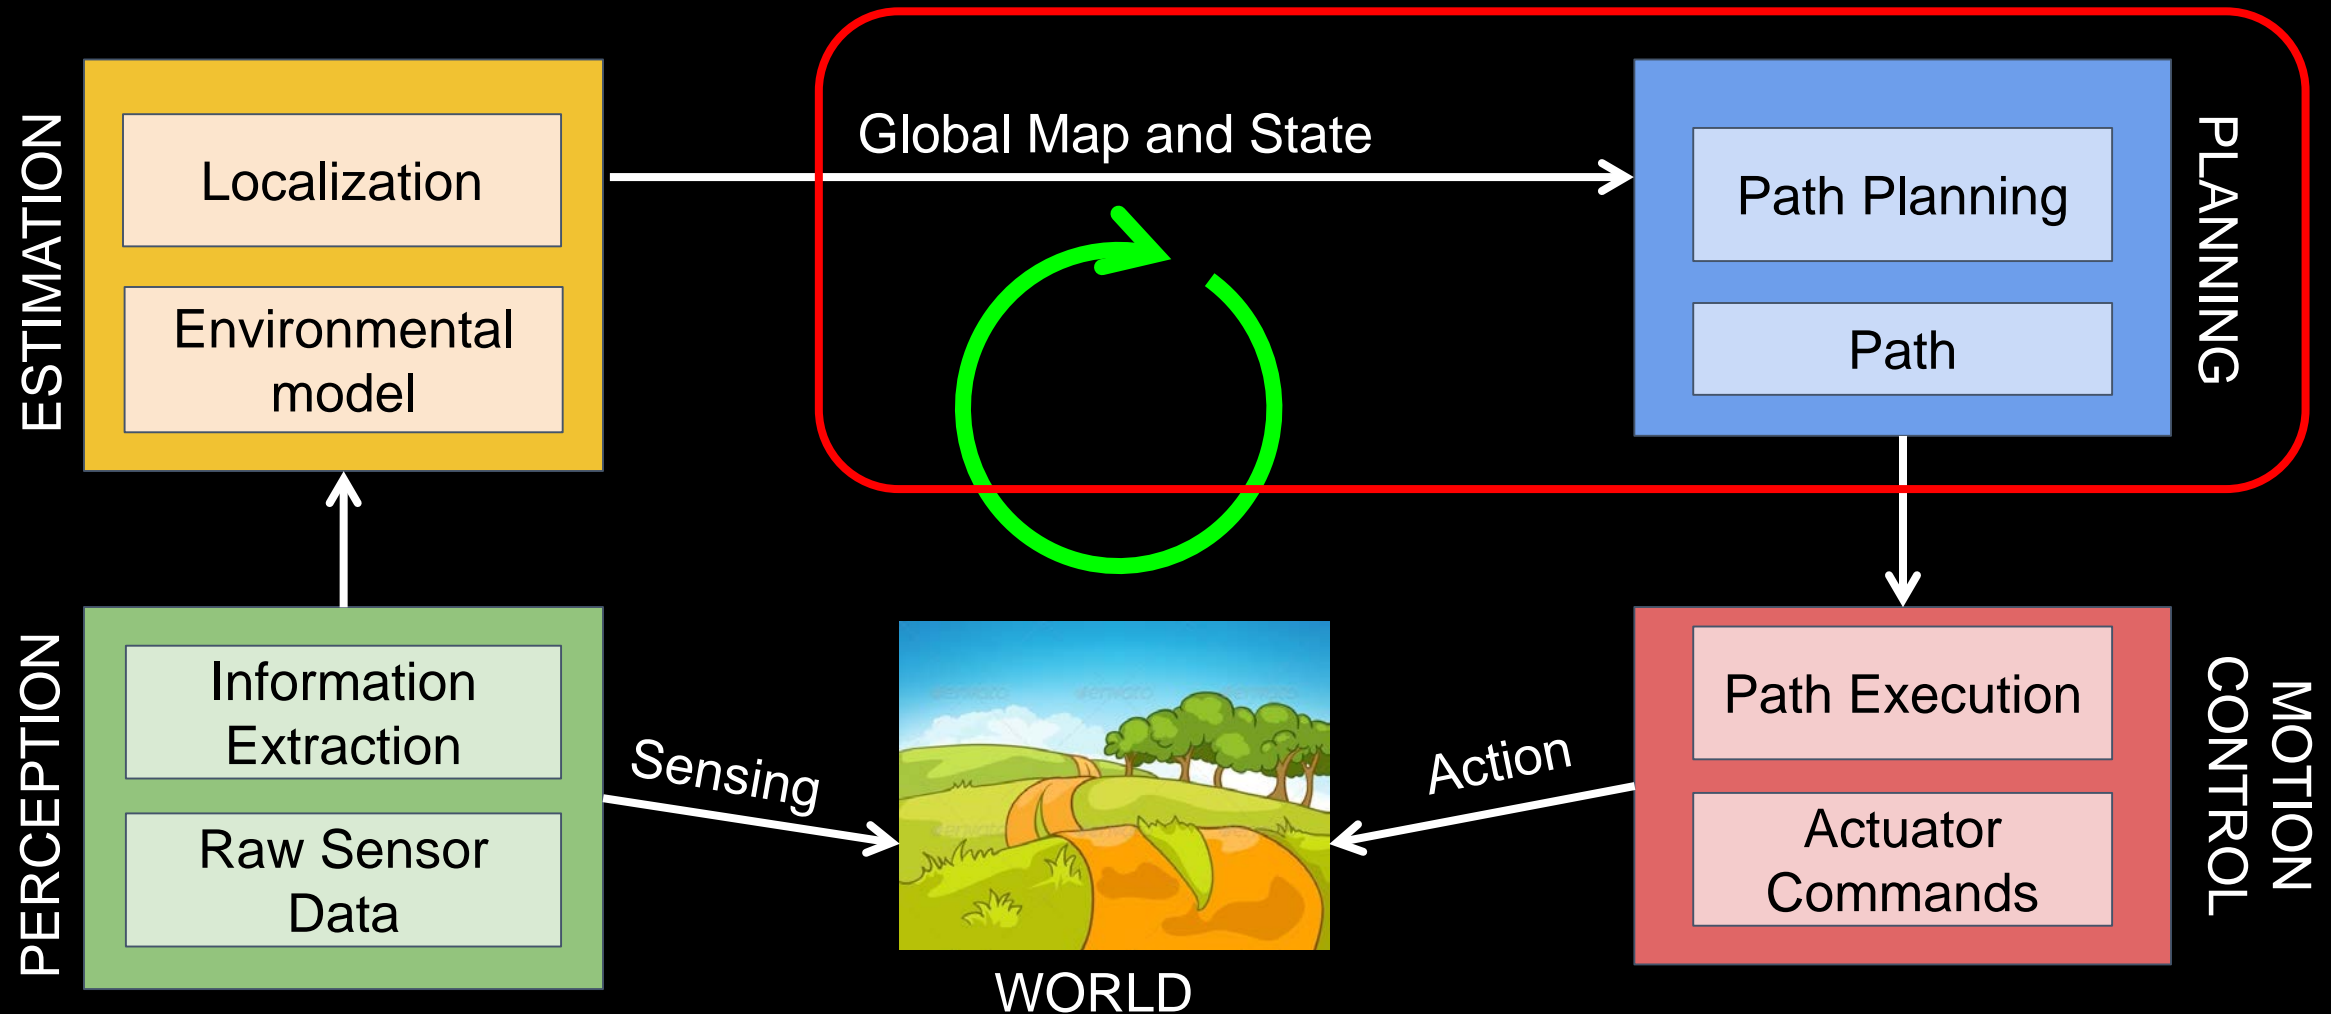 ESTIMATION
Localization
Environmental
model
Global Map and State
Path Planning
Path
PLANNING
PERCEPTION
Information
Extraction
Raw Sensor
Data
Sensing
WORLD
Action
Path Execution
Actuator
Commands
MOTION
CONTROL